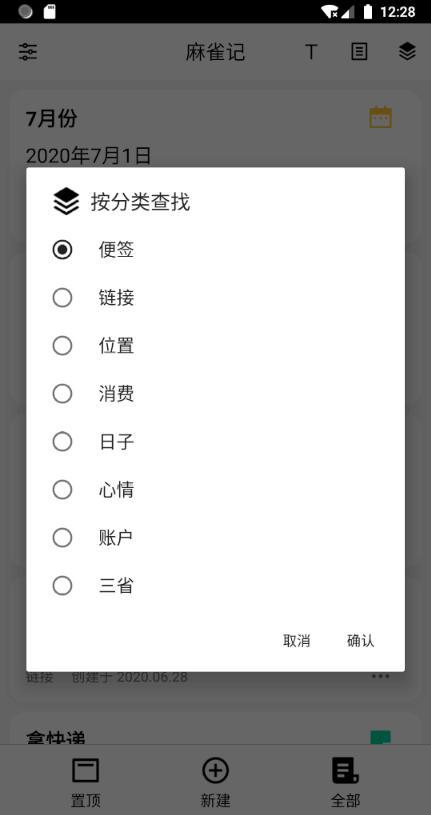 12:28
麻雀记
T
7月份
2020年7月1日
按分类查找
便签
链接
位置
消费
日子
心情
账户
三省
取消 确认
链接 创建于 2020.06.28
拿快递
置顶 新建 全部